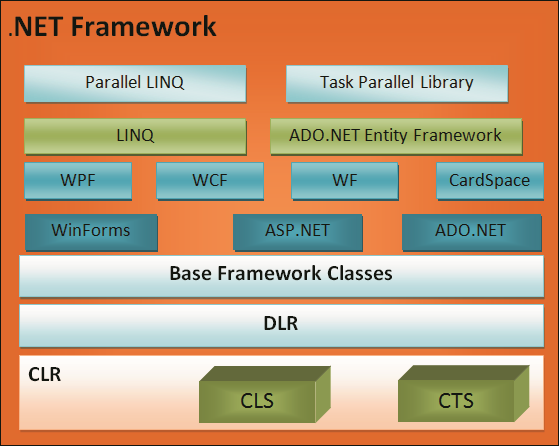 .NET Framework
Parallel LINQ
Task Parallel Library
LINQ
ADO.NET Entity Framework
WPF
WCF
WF
CardSpace
WinForms
ASP.NET
ADO.NET
Base Framework Classes
DLR
CLR
CLS
CTS